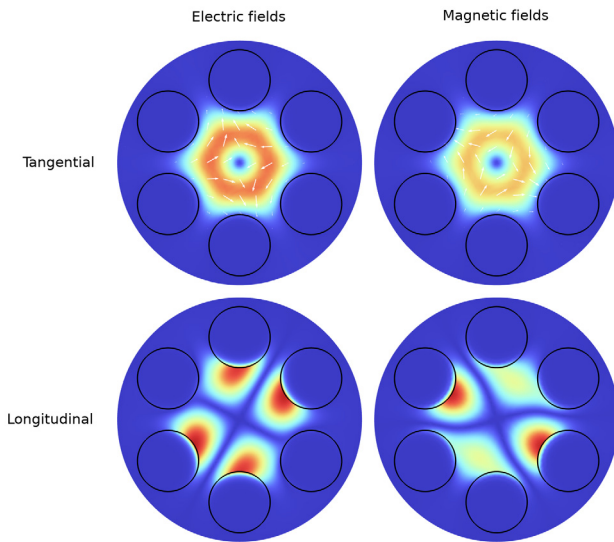 Electric fields
Magnetic fields
Tangential
Longitudinal